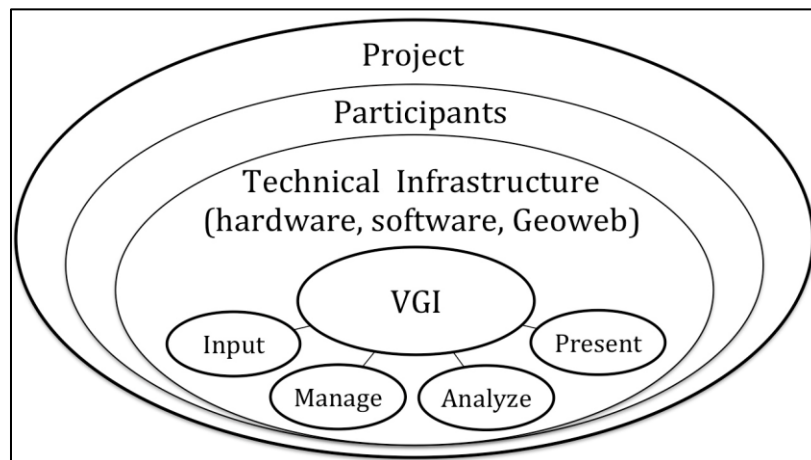 Project
Participants
Technical Infrastructure
(hardware, software, Geoweb)
VGI
Input
Present
Manage
Analyze